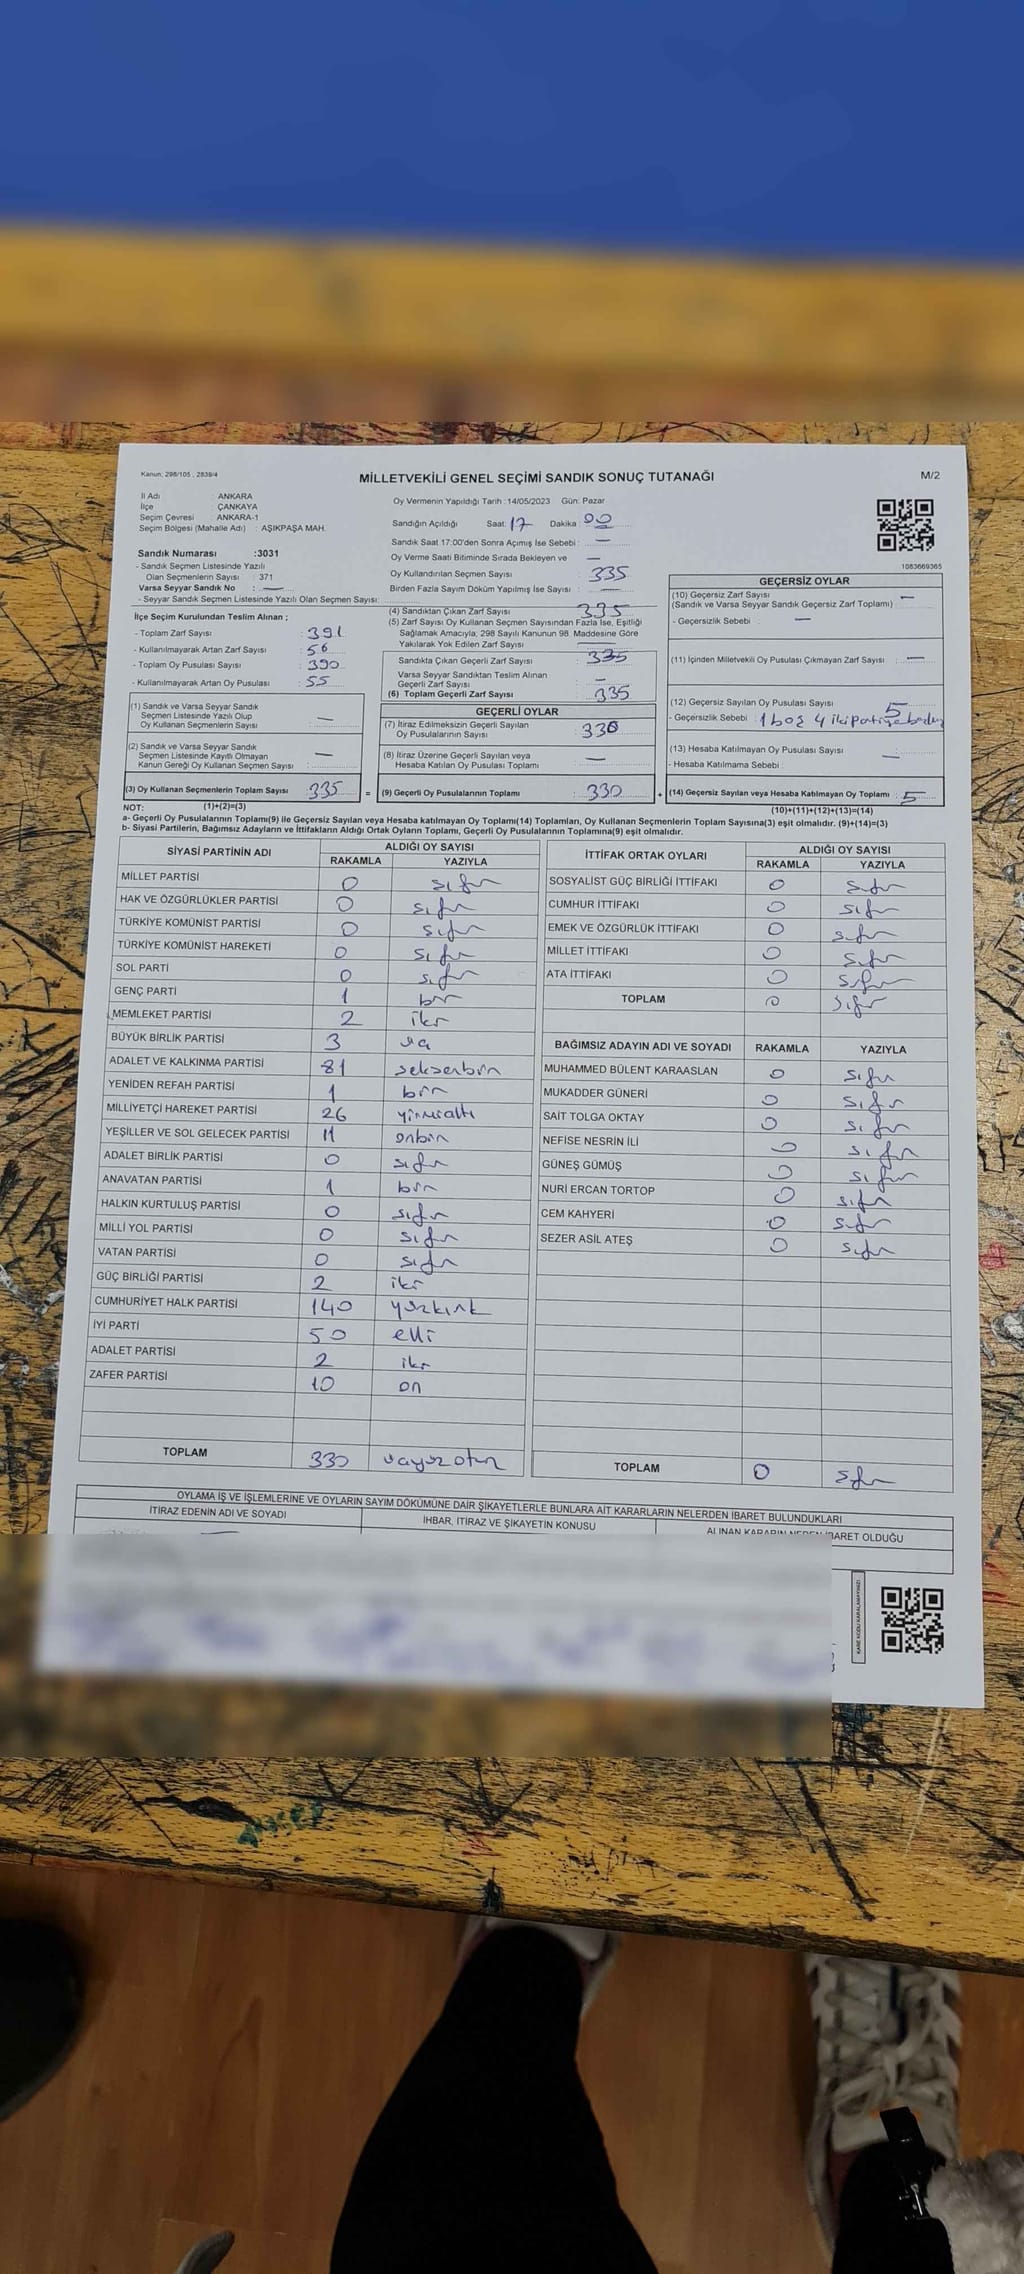 Kanun; 298/105 , 2839/4
MİLLETVEKİLİ GENEL SEÇİMİ SANDIK SONUÇ TUTANAĞI
M/2
İl Adı : ANKARA
İlçe : ÇANKAYA
Seçim Çevresi : ANKARA-1
Seçim Bölgesi (Mahalle Adı) : AŞIKPAŞA MAH.
Sandık Numarası :3031
- Sandık Seçmen Listesinde Yazılı
Olan Seçmenlerin Sayısı : 371
Varsa Seyyar Sandık No : —
- Seyyar Sandık Seçmen Listesinde Yazılı Olan Seçmen Sayısı:
Oy Vermenin Yapıldığı Tarih : 14/05/2023 Gün: Pazar
Sandığın Açıldığı Saat: 17 Dakika : 00
Sandık Saat 17:00'den Sonra Açımış İse Sebebi : —
Oy Verme Saati Bitiminde Sırada Bekleyen ve —
Oy Kullandırılan Seçmen Sayısı 335
Birden Fazla Sayım Döküm Yapılmış İse Sayısı : —
1083669365
İlçe Seçim Kurulundan Teslim Alınan ;
- Toplam Zarf Sayısı : 391
- Kullanılmayarak Artan Zarf Sayısı : 56
- Toplam Oy Pusulası Sayısı : 390
- Kullanılmayarak Artan Oy Pusulası : 55
(1) Sandık ve Varsa Seyyar Sandık
Seçmen Listesinde Yazılı Olup
Oy Kullanan Seçmenlerin Sayısı : —
(2) Sandık ve Varsa Seyyar Sandık
Seçmen Listesinde Kayıtlı Olmayan
Kanun Gereği Oy Kullanan Seçmen Sayısı : —
(3) Oy Kullanan Seçmenlerin Toplam Sayısı : 335 =
(4) Sandıktan Çıkan Zarf Sayısı 335
(5) Zarf Sayısı Oy Kullanan Seçmen Sayısından Fazla İse, Eşitliği
Sağlamak Amacıyla; 298 Sayılı Kanunun 98. Maddesine Göre
Yakılarak Yok Edilen Zarf Sayısı : —
Sandıkta Çıkan Geçerli Zarf Sayısı : 335
Varsa Seyyar Sandıktan Teslim Alınan
Geçerli Zarf Sayısı : —
(6) Toplam Geçerli Zarf Sayısı : 335
GEÇERLİ OYLAR
(7) İtiraz Edilmeksizin Geçerli Sayılan
Oy Pusulalarının Sayısı : 330
(8) İtiraz Üzerine Geçerli Sayılan veya
Hesaba Katılan Oy Pusulası Toplamı : —
(9) Geçerli Oy Pusulalarının Toplamı : 330 +
GEÇERSİZ OYLAR
(10) Geçersiz Zarf Sayısı —
(Sandık ve Varsa Seyyar Sandık Geçersiz Zarf Toplamı)
- Geçersizlik Sebebi : —
(11) İçinden Milletvekili Oy Pusulası Çıkmayan Zarf Sayısı : —
(12) Geçersiz Sayılan Oy Pusulası Sayısı 5
- Geçersizlik Sebebi : 1 boş 4 iki
(13) Hesaba Katılmayan Oy Pusulası Sayısı : —
- Hesaba Katılmama Sebebi :
(14) Geçersiz Sayılan veya Hesaba Katılmayan Oy Toplamı : 5
NOT: (1)+(2)=(3) (10)+(11)+(12)+(13)=(14)
a- Geçerli Oy Pusulalarının Toplamı(9) ile Geçersiz Sayılan veya Hesaba katılmayan Oy Toplamı(14) Toplamları, Oy Kullanan Seçmenlerin Toplam Sayısına(3) eşit olmalıdır. (9)+(14)=(3)
b- Siyasi Partilerin, Bağımsız Adayların ve İttifakların Aldığı Ortak Oyların Toplamı, Geçerli Oy Pusulalarının Toplamına(9) eşit olmalıdır.
SİYASİ PARTİNİN ADI ALDIĞI OY SAYISI
RAKAMLA YAZIYLA
MİLLET PARTİSİ 0 sıfır
HAK VE ÖZGÜRLÜKLER PARTİSİ 0 sıfır
TÜRKİYE KOMÜNİST PARTİSİ 0 sıfır
TÜRKİYE KOMÜNİST HAREKETİ 0 sıfır
SOL PARTİ 0 sıfır
GENÇ PARTİ 1 bir
MEMLEKET PARTİSİ 2 iki
BÜYÜK BİRLİK PARTİSİ 3 üç
ADALET VE KALKINMA PARTİSİ 81 seksenbir
YENİDEN REFAH PARTİSİ 1 bir
MİLLİYETÇİ HAREKET PARTİSİ 26 yirmialtı
YEŞİLLER VE SOL GELECEK PARTİSİ 11 onbir
ADALET BİRLİK PARTİSİ 0 sıfır
ANAVATAN PARTİSİ 1 bir
HALKIN KURTULUŞ PARTİSİ 0 sıfır
MİLLİ YOL PARTİSİ 0 sıfır
VATAN PARTİSİ 0 sıfır
GÜÇ BİRLİĞİ PARTİSİ 2 iki
CUMHURİYET HALK PARTİSİ 140 yüzkırk
İYİ PARTİ 50 elli
ADALET PARTİSİ 2 iki
ZAFER PARTİSİ 10 on
TOPLAM 330 üçyüzotuz
İTTİFAK ORTAK OYLARI ALDIĞI OY SAYISI
RAKAMLA YAZIYLA
SOSYALİST GÜÇ BİRLİĞİ İTTİFAKI 0 sıfır
CUMHUR İTTİFAKI 0 sıfır
EMEK VE ÖZGÜRLÜK İTTİFAKI 0 sıfır
MİLLET İTTİFAKI 0 sıfır
ATA İTTİFAKI 0 sıfır
TOPLAM 0 sıfır
BAĞIMSIZ ADAYIN ADI VE SOYADI RAKAMLA YAZIYLA
MUHAMMED BÜLENT KARAASLAN 0 sıfır
MUKADDER GÜNERİ 0 sıfır
SAİT TOLGA OKTAY 0 sıfır
NEFİSE NESRİN İLİ 0 sıfır
GÜNEŞ GÜMÜŞ 0 sıfır
NURİ ERCAN TORTOP 0 sıfır
CEM KAHYERİ 0 sıfır
SEZER ASİL ATEŞ 0 sıfır
TOPLAM 0 sıfır
OYLAMA İŞ VE İŞLEMLERİNE VE OYLARIN SAYIM DÖKÜMÜNE DAİR ŞİKAYETLERLE BUNLARA AİT KARARLARIN NELERDEN İBARET BULUNDUKLARI
İTİRAZ EDENİN ADI VE SOYADI
İHBAR, İTİRAZ VE ŞİKAYETİN KONUSU
ALINAN KARARIN NEDEN İBARET OLDUĞU
KARE KODU KARALAMAYINIZ!